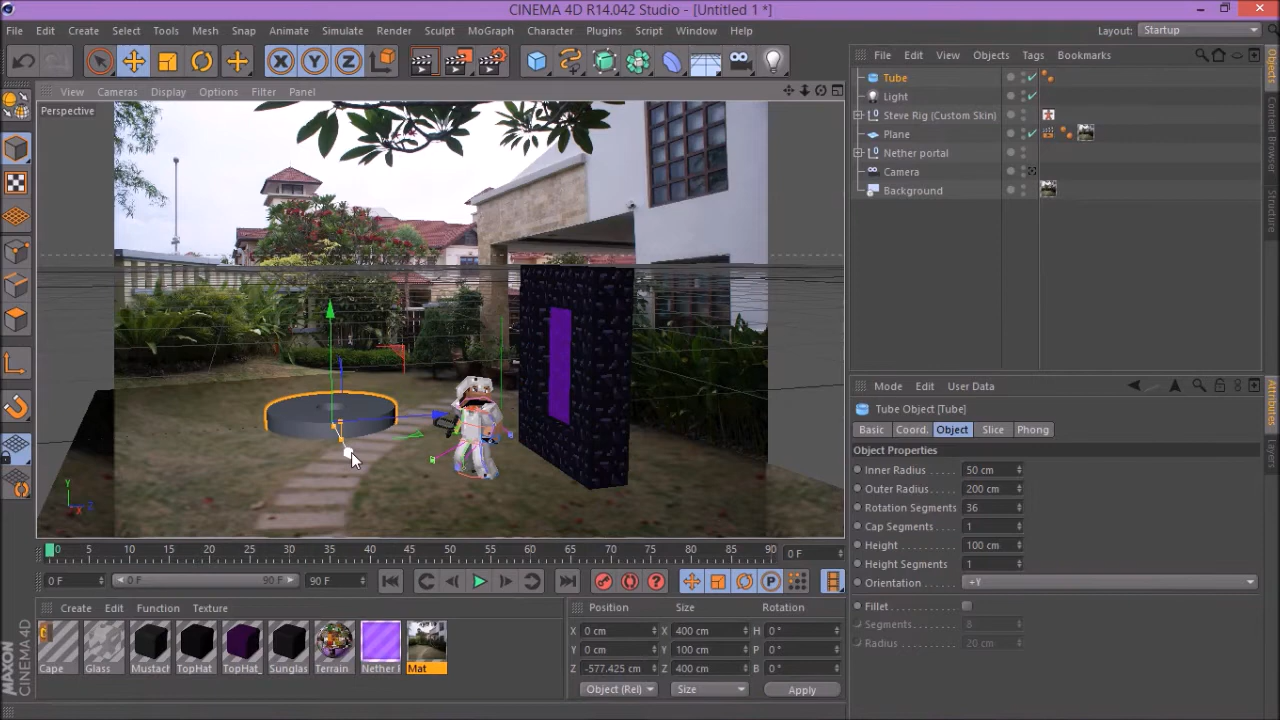 CINEMA 4D R14.042 Studio - [Untitled 1 *]
File Edit Create Select Tools Mesh Snap Animate Simulate Render Sculpt MoGraph Character Plugins Script Window Help
Layout: Startup
X Y Z
File Edit View Objects Tags Bookmarks
Tube
Light
Steve Rig (Custom Skin)
Plane
Nether portal
Camera
Background
View Cameras Display Options Filter Panel
Perspective
Y
X
Z
Objects
Content Browser
Structure
Attributes
Layers
Mode Edit User Data
Tube Object [Tube]
Basic Coord. Object Slice Phong
Object Properties
Inner Radius 50 cm
Outer Radius 200 cm
Rotation Segments 36
Cap Segments 1
Height 100 cm
Height Segments 1
Orientation +Y
Fillet
Segments 8
Radius 20 cm
0 5 10 15 20 25 30 35 40 45 50 55 60 65 70 75 80 85 90 0 F
0 F 0 F 90 F 90 F
Create Edit Function Texture
Cape Glass Mustach TopHat TopHat_ Sunglas Terrain Nether P Mat
Position Size Rotation
X 0 cm X 400 cm H 0 °
Y 0 cm Y 100 cm P 0 °
Z -577.425 cm Z 400 cm B 0 °
Object (Rel) Size Apply
MAXON
CINEMA 4D